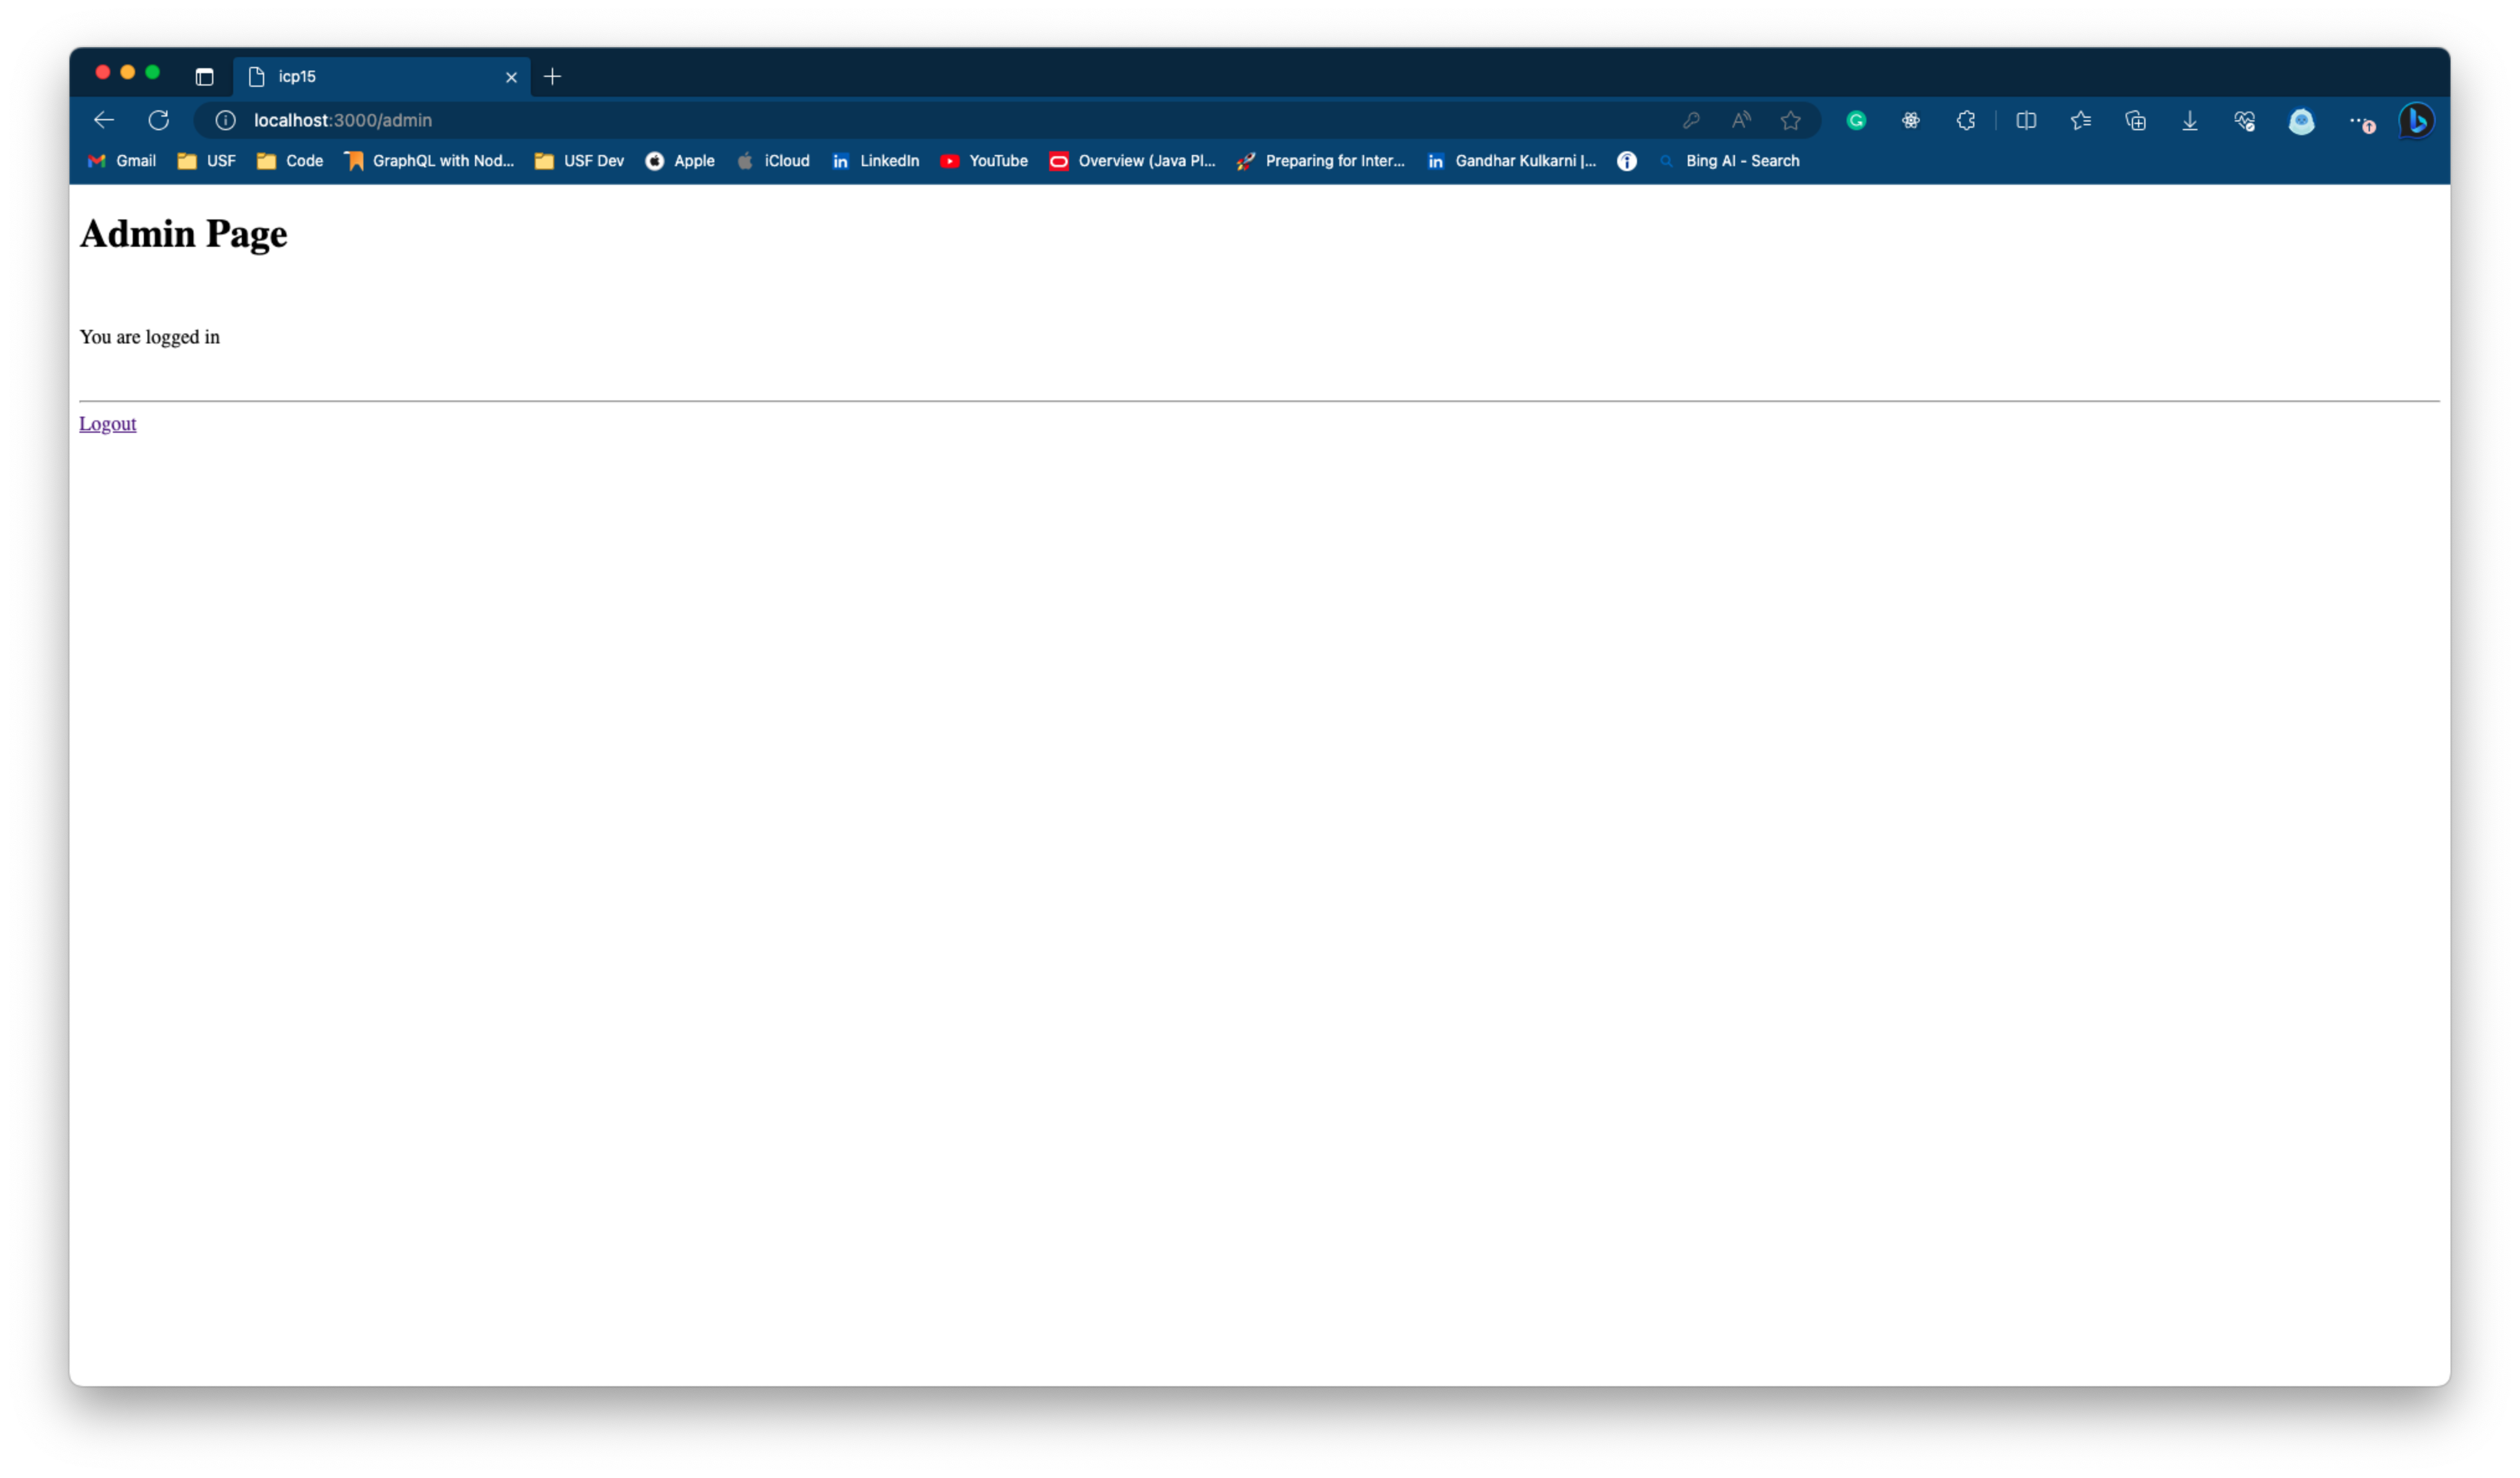 icp15
localhost:3000/admin
Gmail USF Code GraphQL with Nod... USF Dev Apple iCloud LinkedIn YouTube Overview (Java Pl... Preparing for Inter... Gandhar Kulkarni |... Bing AI - Search
Admin Page
You are logged in
Logout